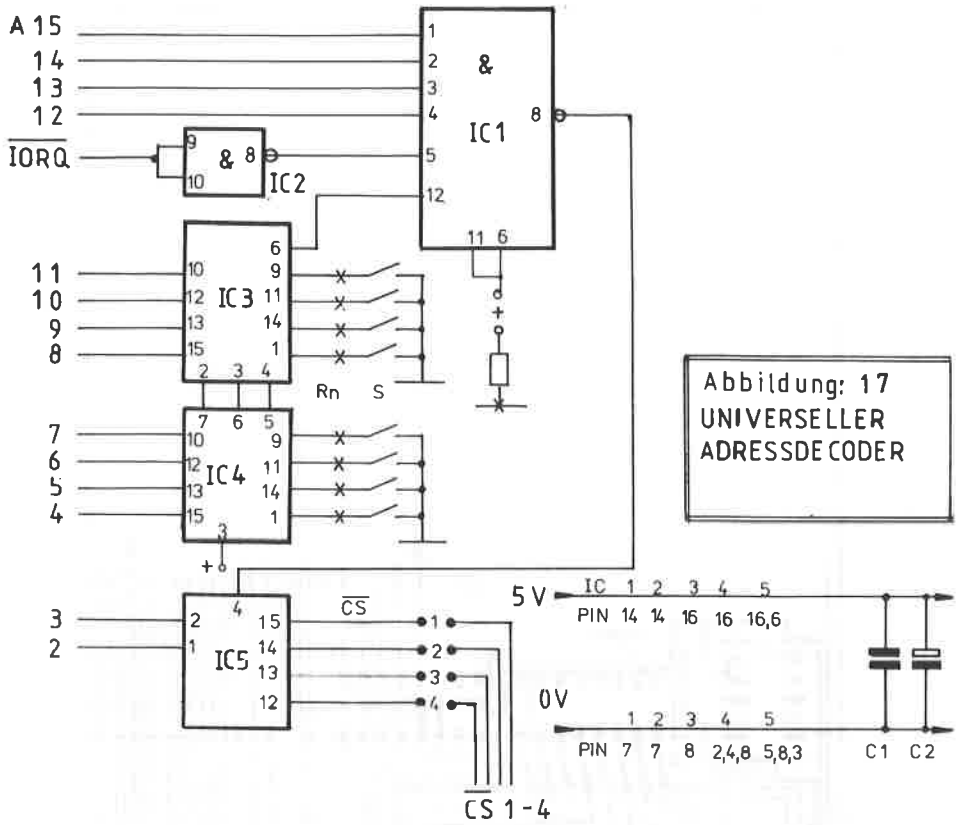 A 15
14
13
12
IORQ
1
2
3
4
5
12
&
IC1
8
11 6
+
9
10
& 8
IC2
11
10
9
8
10
12
13
15
IC3
6
9
11
14
1
2 3 4
Rn S
7 6 5
7
6
5
4
10
12
13
15
IC4
9
11
14
1
3
+
3
2
2
1
4
IC5
15
14
13
12
CS
1
2
3
4
CS 1-4
Abbildung: 17
UNIVERSELLER
ADRESSDECODER
5V
IC 1 2 3 4 5
PIN 14 14 16 16 16,6
0V
1 2 3 4 5
PIN 7 7 8 2,4,8 5,8,3
C1 C2